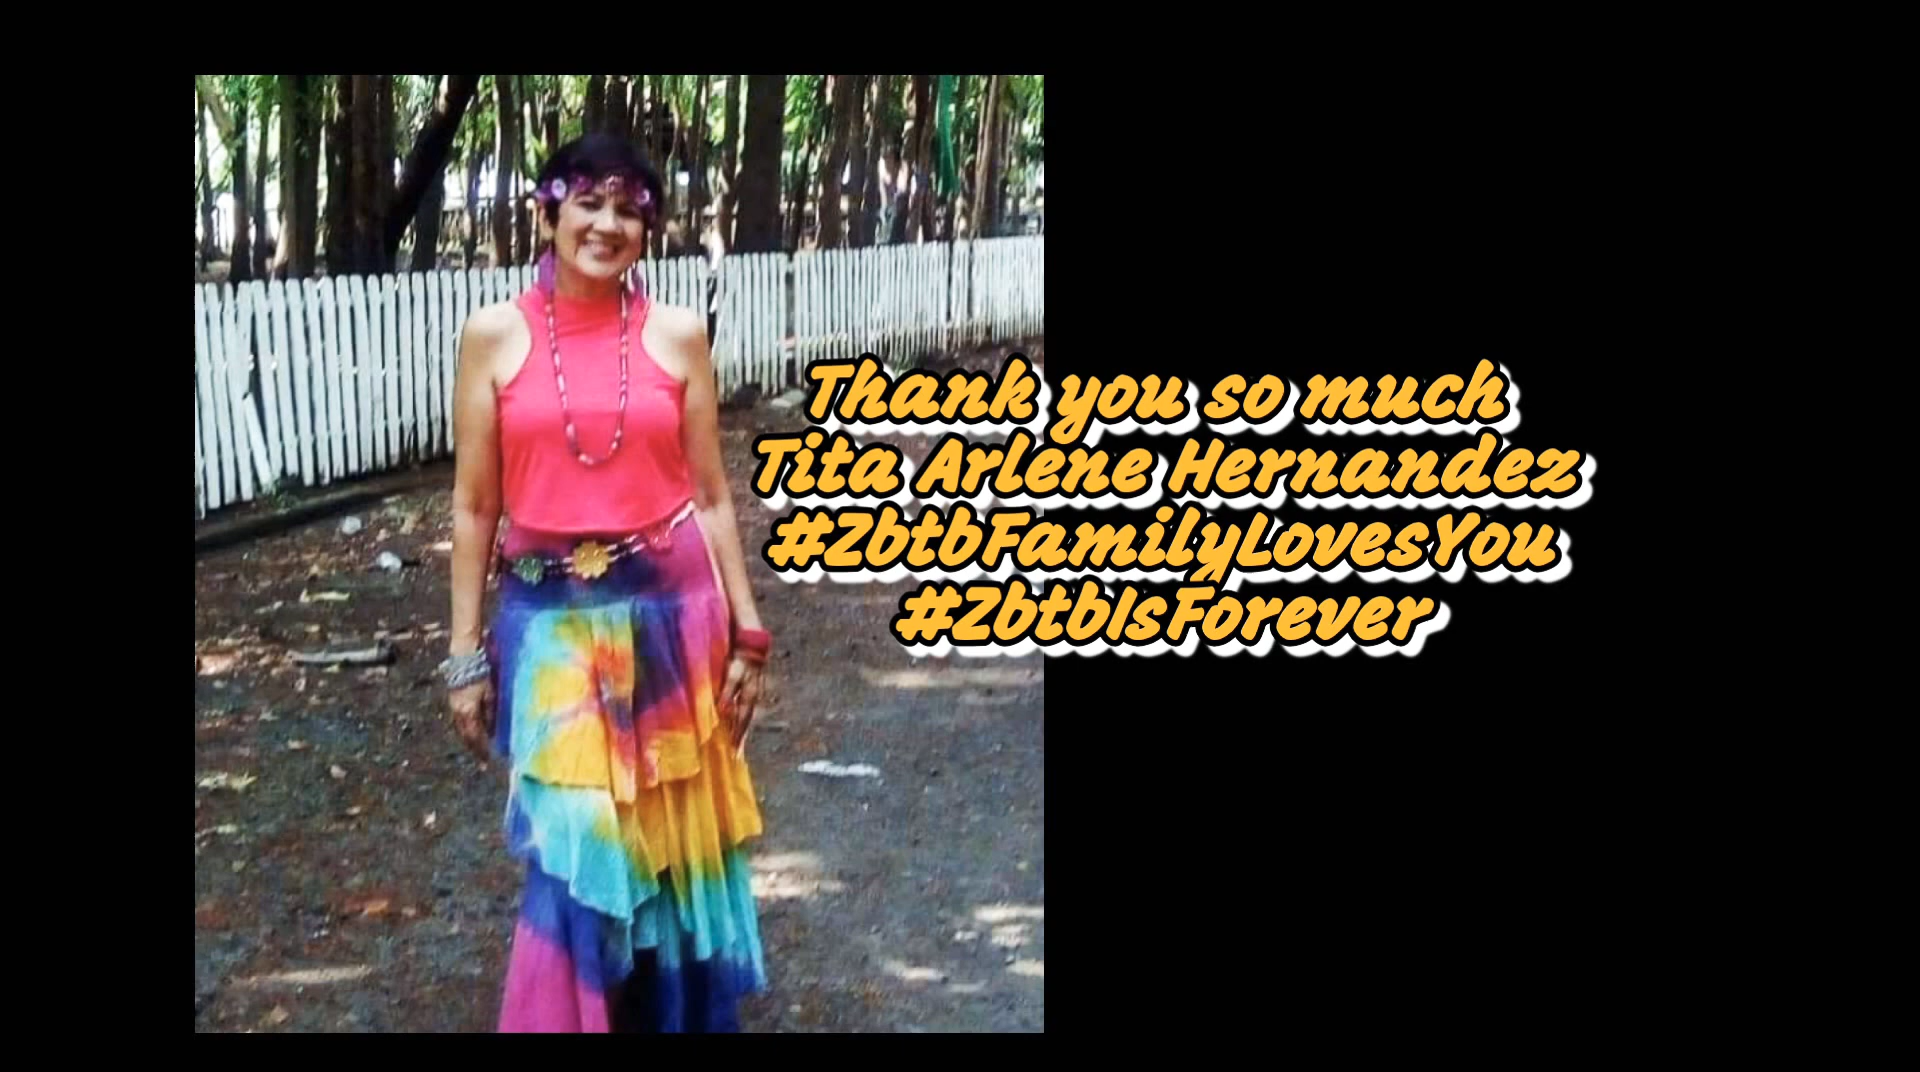 Thank you so much
Tita Arlene Hernandez
#ZbtbFamilyLovesYou
#ZbtbIsForever